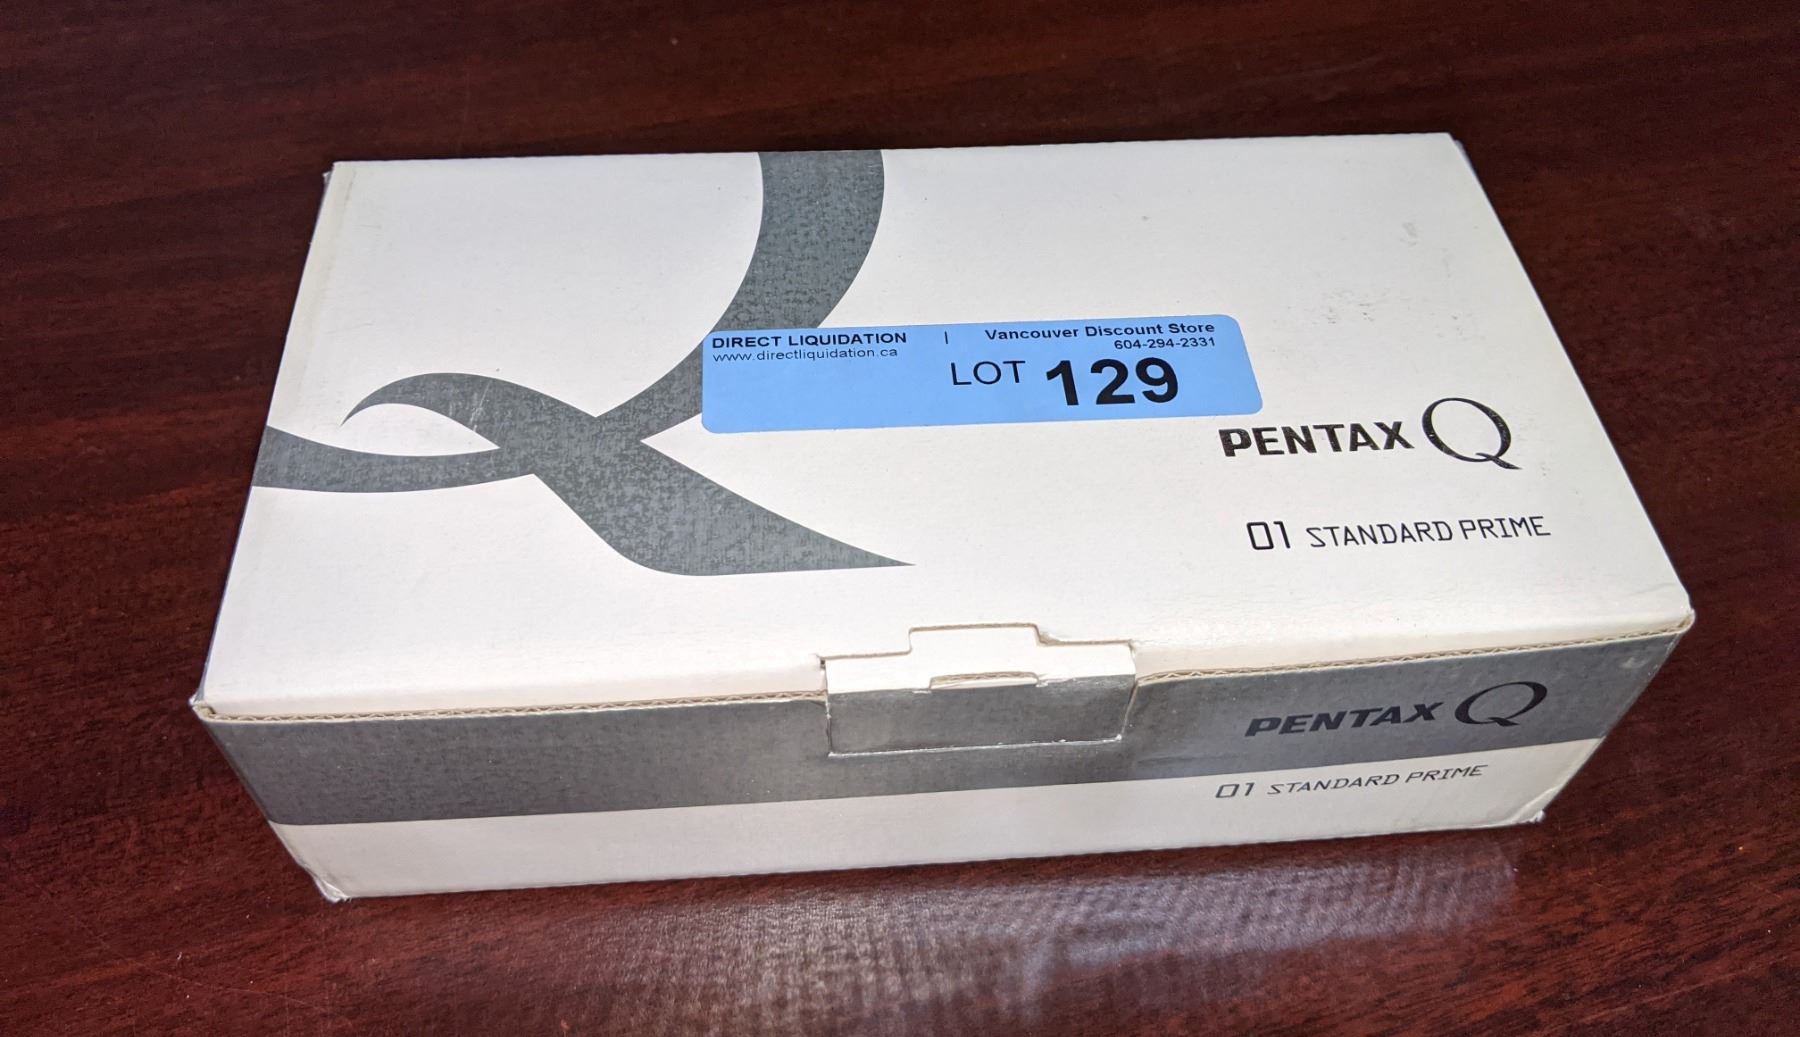 DIRECT LIQUIDATION | Vancouver Discount Store
www.directliquidation.ca 604-294-2331
LOT 129
PENTAX Q
01 STANDARD PRIME
PENTAX Q
01 STANDARD PRIME